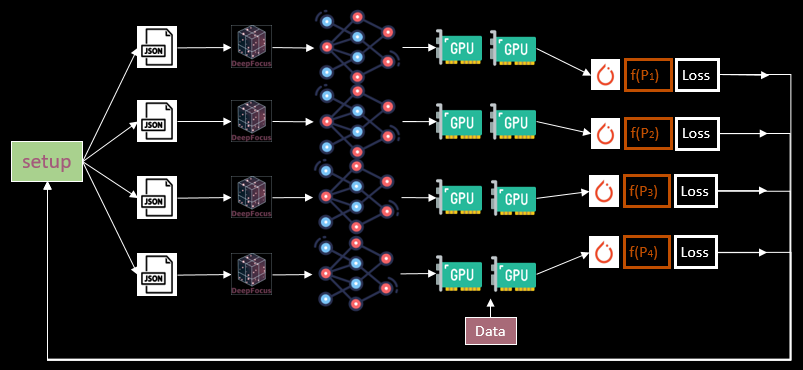 JSON
DeepFocus
GPU
GPU
f(P₁)
Loss
JSON
DeepFocus
GPU
GPU
f(P₂)
Loss
setup
JSON
DeepFocus
GPU
GPU
f(P₃)
Loss
JSON
DeepFocus
GPU
GPU
f(P₄)
Loss
Data